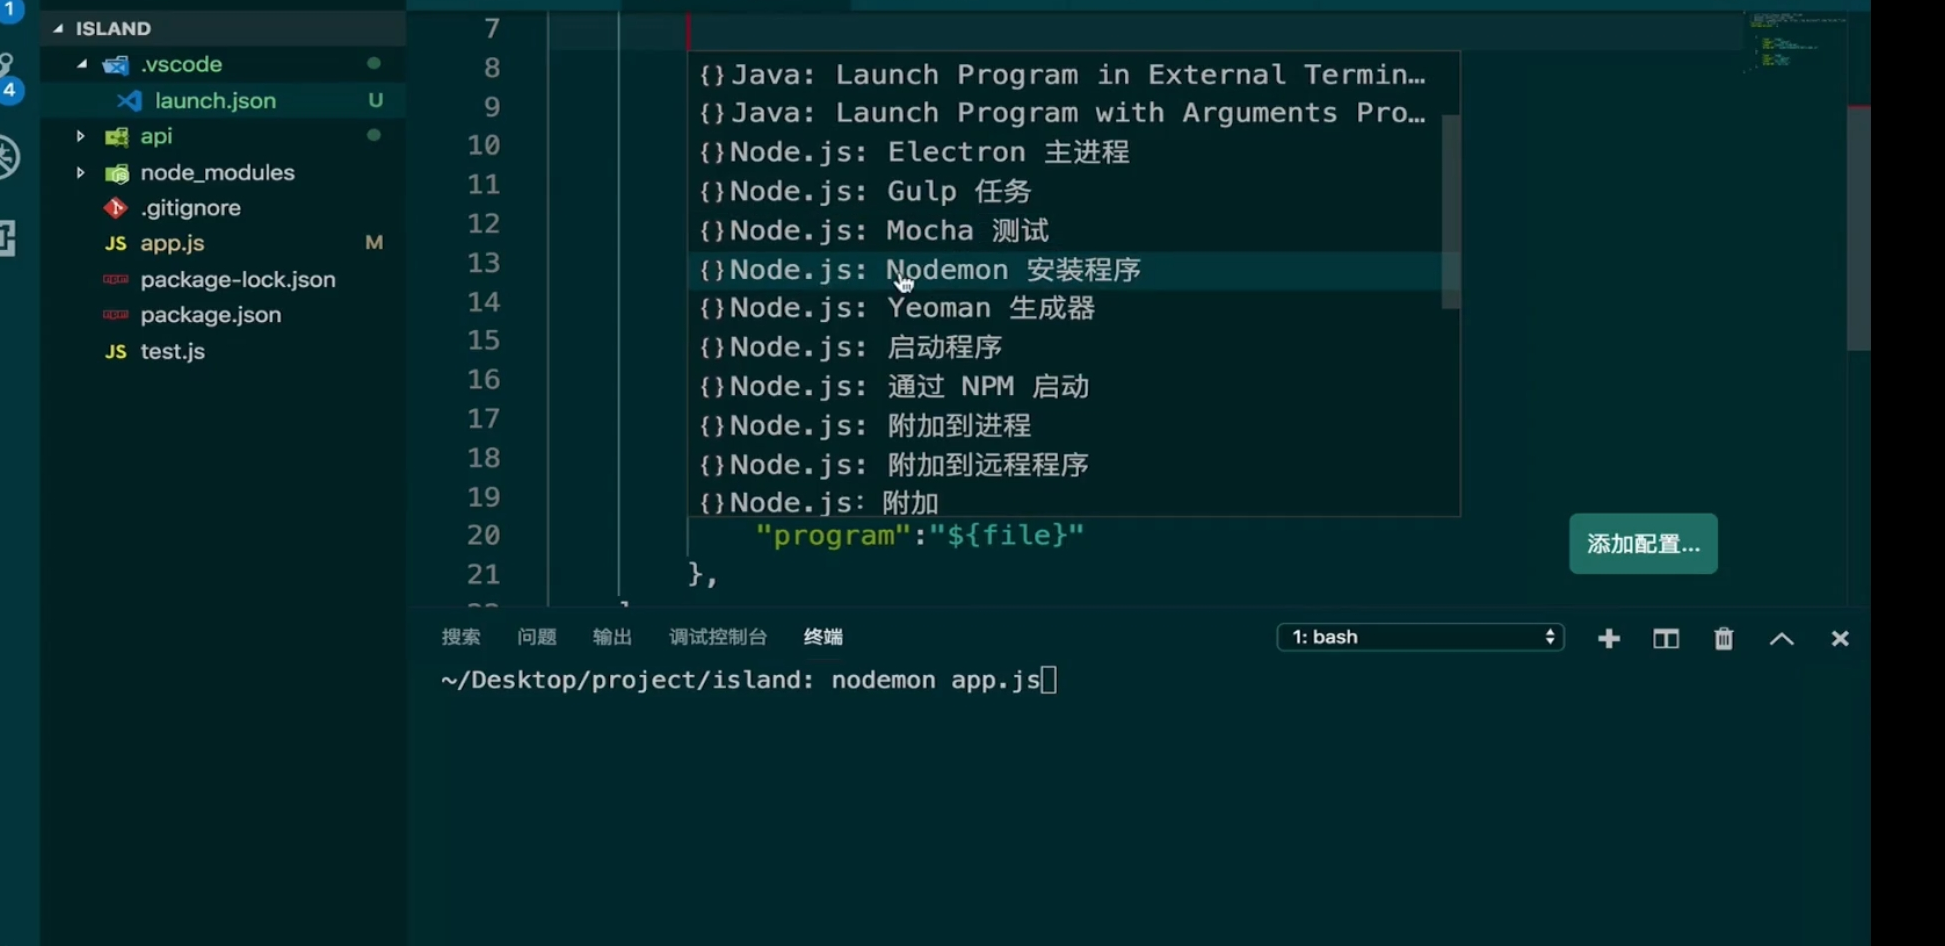 1
4
ISLAND
.vscode
launch.json U
api
node_modules
.gitignore
JS app.js M
package-lock.json
package.json
JS test.js
7
8
9
10
11
12
13
14
15
16
17
18
19
20
21
{}Java: Launch Program in External Termin…
{}Java: Launch Program with Arguments Pro…
{}Node.js: Electron 主进程
{}Node.js: Gulp 任务
{}Node.js: Mocha 测试
{}Node.js: Nodemon 安装程序
{}Node.js: Yeoman 生成器
{}Node.js: 启动程序
{}Node.js: 通过 NPM 启动
{}Node.js: 附加到进程
{}Node.js: 附加到远程程序
{}Node.js: 附加
"program":"${file}"
},
添加配置...
搜索 问题 输出 调试控制台 终端 1: bash
~/Desktop/project/island: nodemon app.js